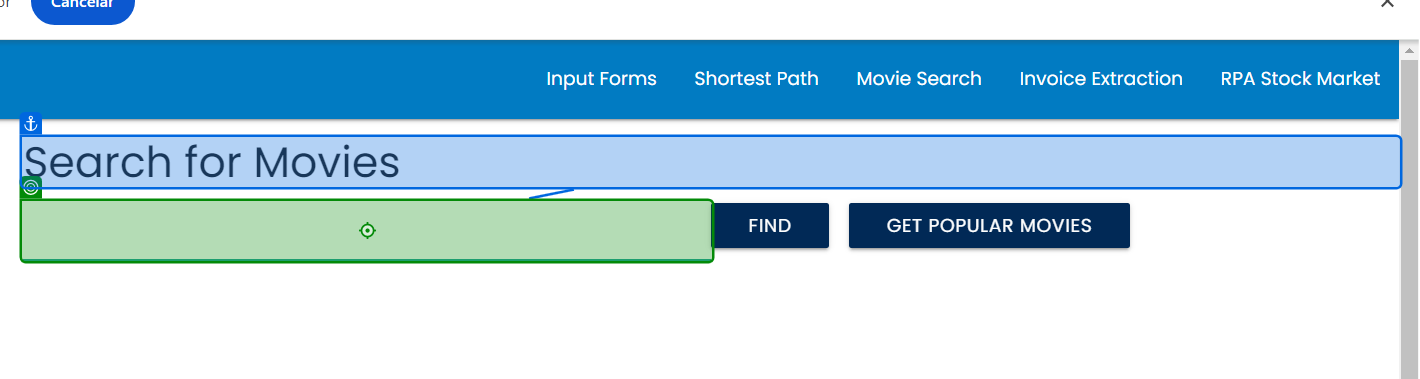 or Cancelar
Input Forms Shortest Path Movie Search Invoice Extraction RPA Stock Market
Search for Movies
FIND GET POPULAR MOVIES